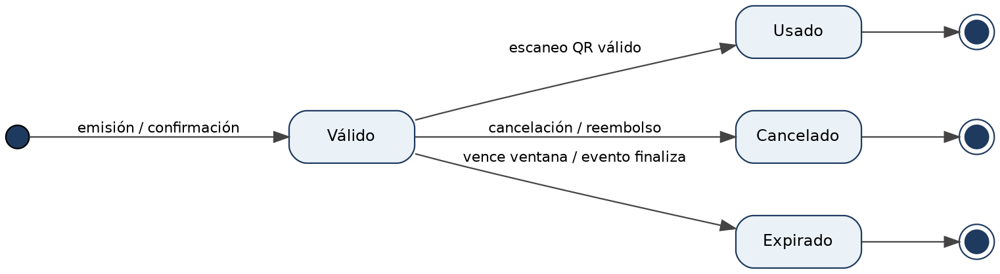 emisión / confirmación
Válido
escaneo QR válido
Usado
cancelación / reembolso
Cancelado
vence ventana / evento finaliza
Expirado